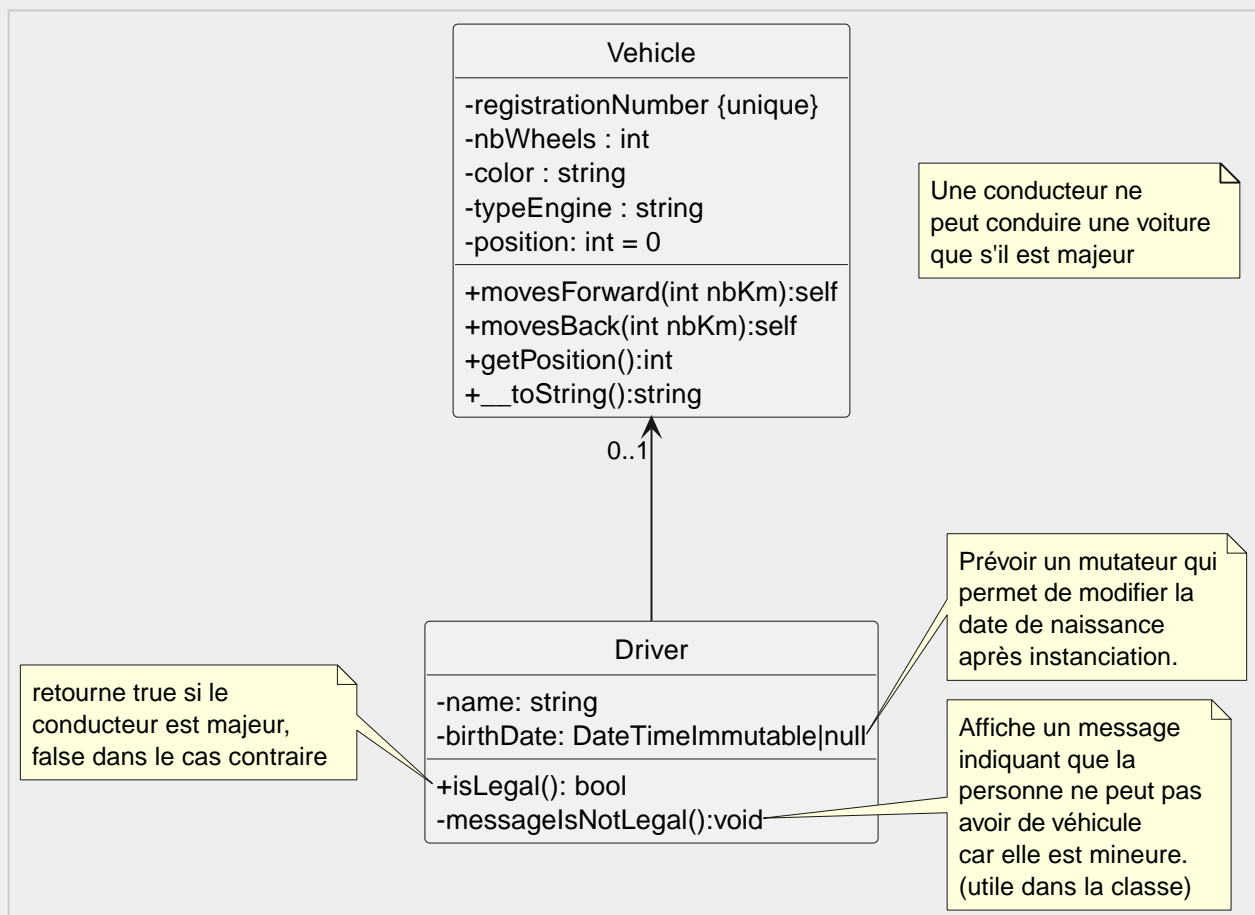 Vehicle
-registrationNumber {unique}
-nbWheels : int
-color : string
-typeEngine : string
-position: int = 0
+movesForward(int nbKm):self
+movesBack(int nbKm):self
+getPosition():int
+__toString():string
Une conducteur ne
peut conduire une voiture
que s'il est majeur
0..1
Driver
-name: string
-birthDate: DateTimeImmutable|null
+isLegal(): bool
-messageIsNotLegal():void
Prévoir un mutateur qui
permet de modifier la
date de naissance
après instanciation.
retourne true si le
conducteur est majeur,
false dans le cas contraire
Affiche un message
indiquant que la
personne ne peut pas
avoir de véhicule
car elle est mineure.
(utile dans la classe)